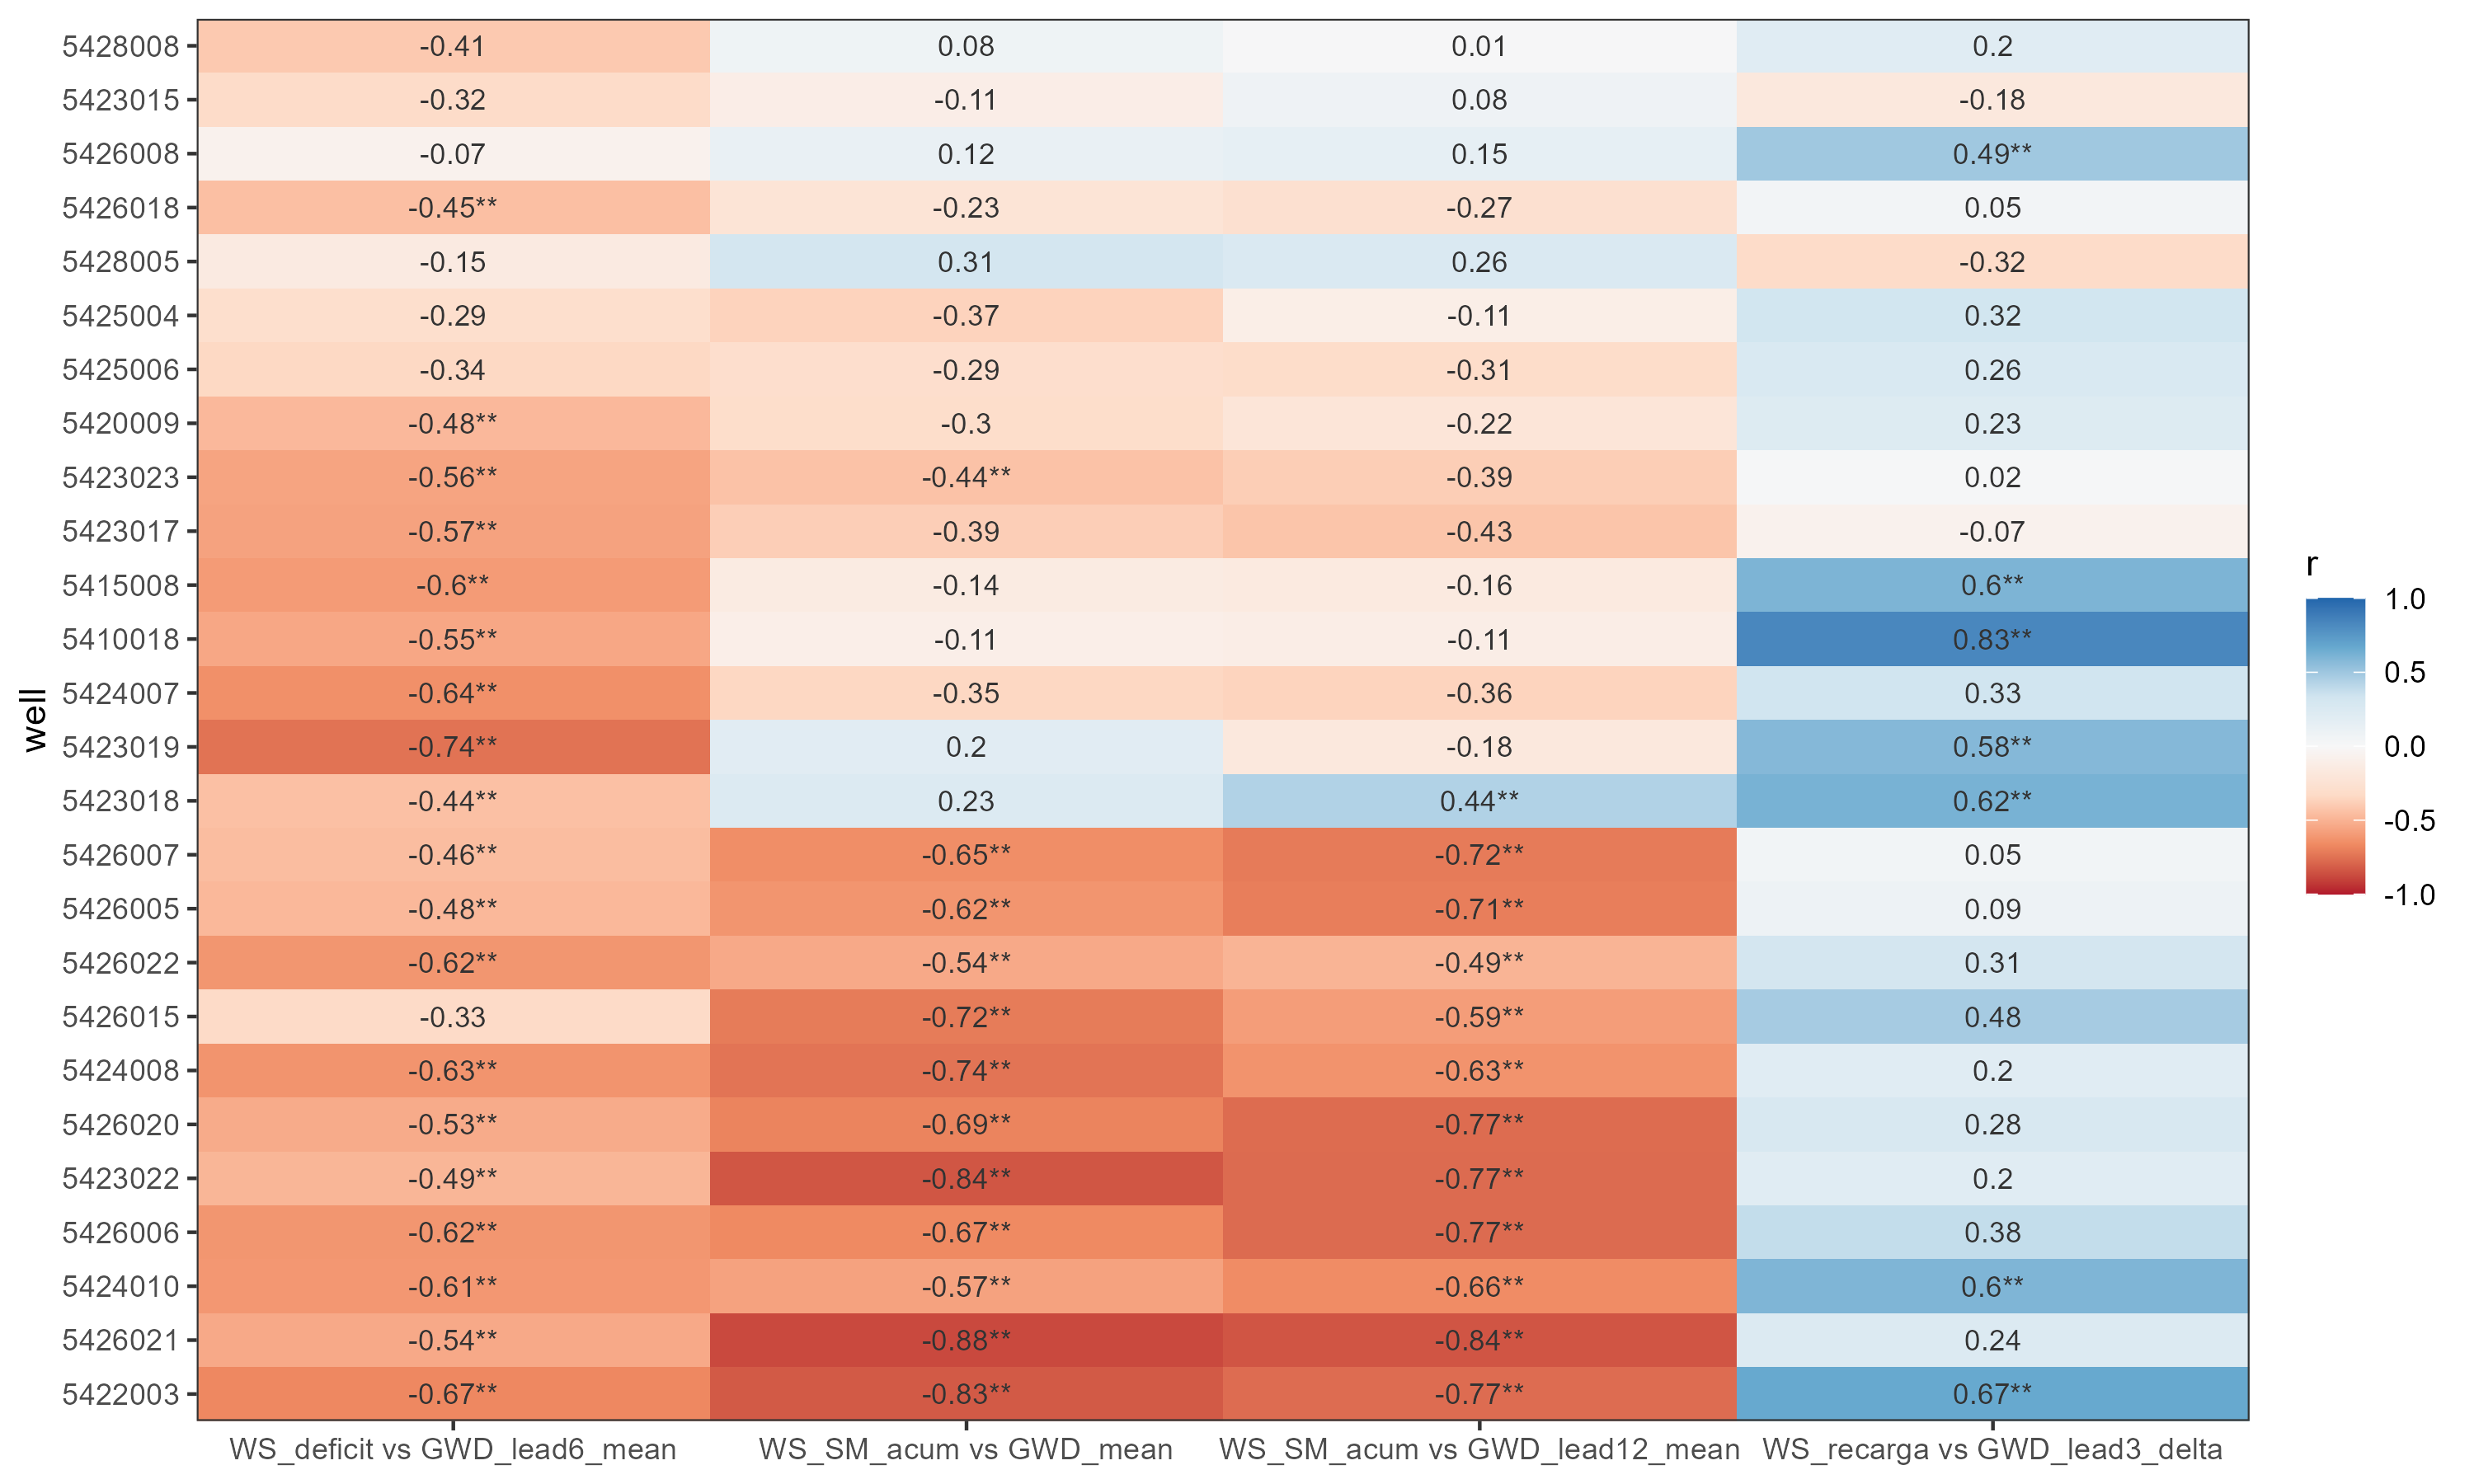 5428008 -0.41 0.08 0.01 0.2
5423015 -0.32 -0.11 0.08 -0.18
5426008 -0.07 0.12 0.15 0.49**
5426018 -0.45** -0.23 -0.27 0.05
5428005 -0.15 0.31 0.26 -0.32
5425004 -0.29 -0.37 -0.11 0.32
5425006 -0.34 -0.29 -0.31 0.26
5420009 -0.48** -0.3 -0.22 0.23
5423023 -0.56** -0.44** -0.39 0.02
5423017 -0.57** -0.39 -0.43 -0.07
5415008 -0.6** -0.14 -0.16 0.6**
5410018 -0.55** -0.11 -0.11 0.83**
5424007 -0.64** -0.35 -0.36 0.33
5423019 -0.74** 0.2 -0.18 0.58**
5423018 -0.44** 0.23 0.44** 0.62**
5426007 -0.46** -0.65** -0.72** 0.05
5426005 -0.48** -0.62** -0.71** 0.09
5426022 -0.62** -0.54** -0.49** 0.31
5426015 -0.33 -0.72** -0.59** 0.48
5424008 -0.63** -0.74** -0.63** 0.2
5426020 -0.53** -0.69** -0.77** 0.28
5423022 -0.49** -0.84** -0.77** 0.2
5426006 -0.62** -0.67** -0.77** 0.38
5424010 -0.61** -0.57** -0.66** 0.6**
5426021 -0.54** -0.88** -0.84** 0.24
5422003 -0.67** -0.83** -0.77** 0.67**
WS_deficit vs GWD_lead6_mean WS_SM_acum vs GWD_mean WS_SM_acum vs GWD_lead12_mean WS_recarga vs GWD_lead3_delta
well
r
1.0
0.5
0.0
-0.5
-1.0